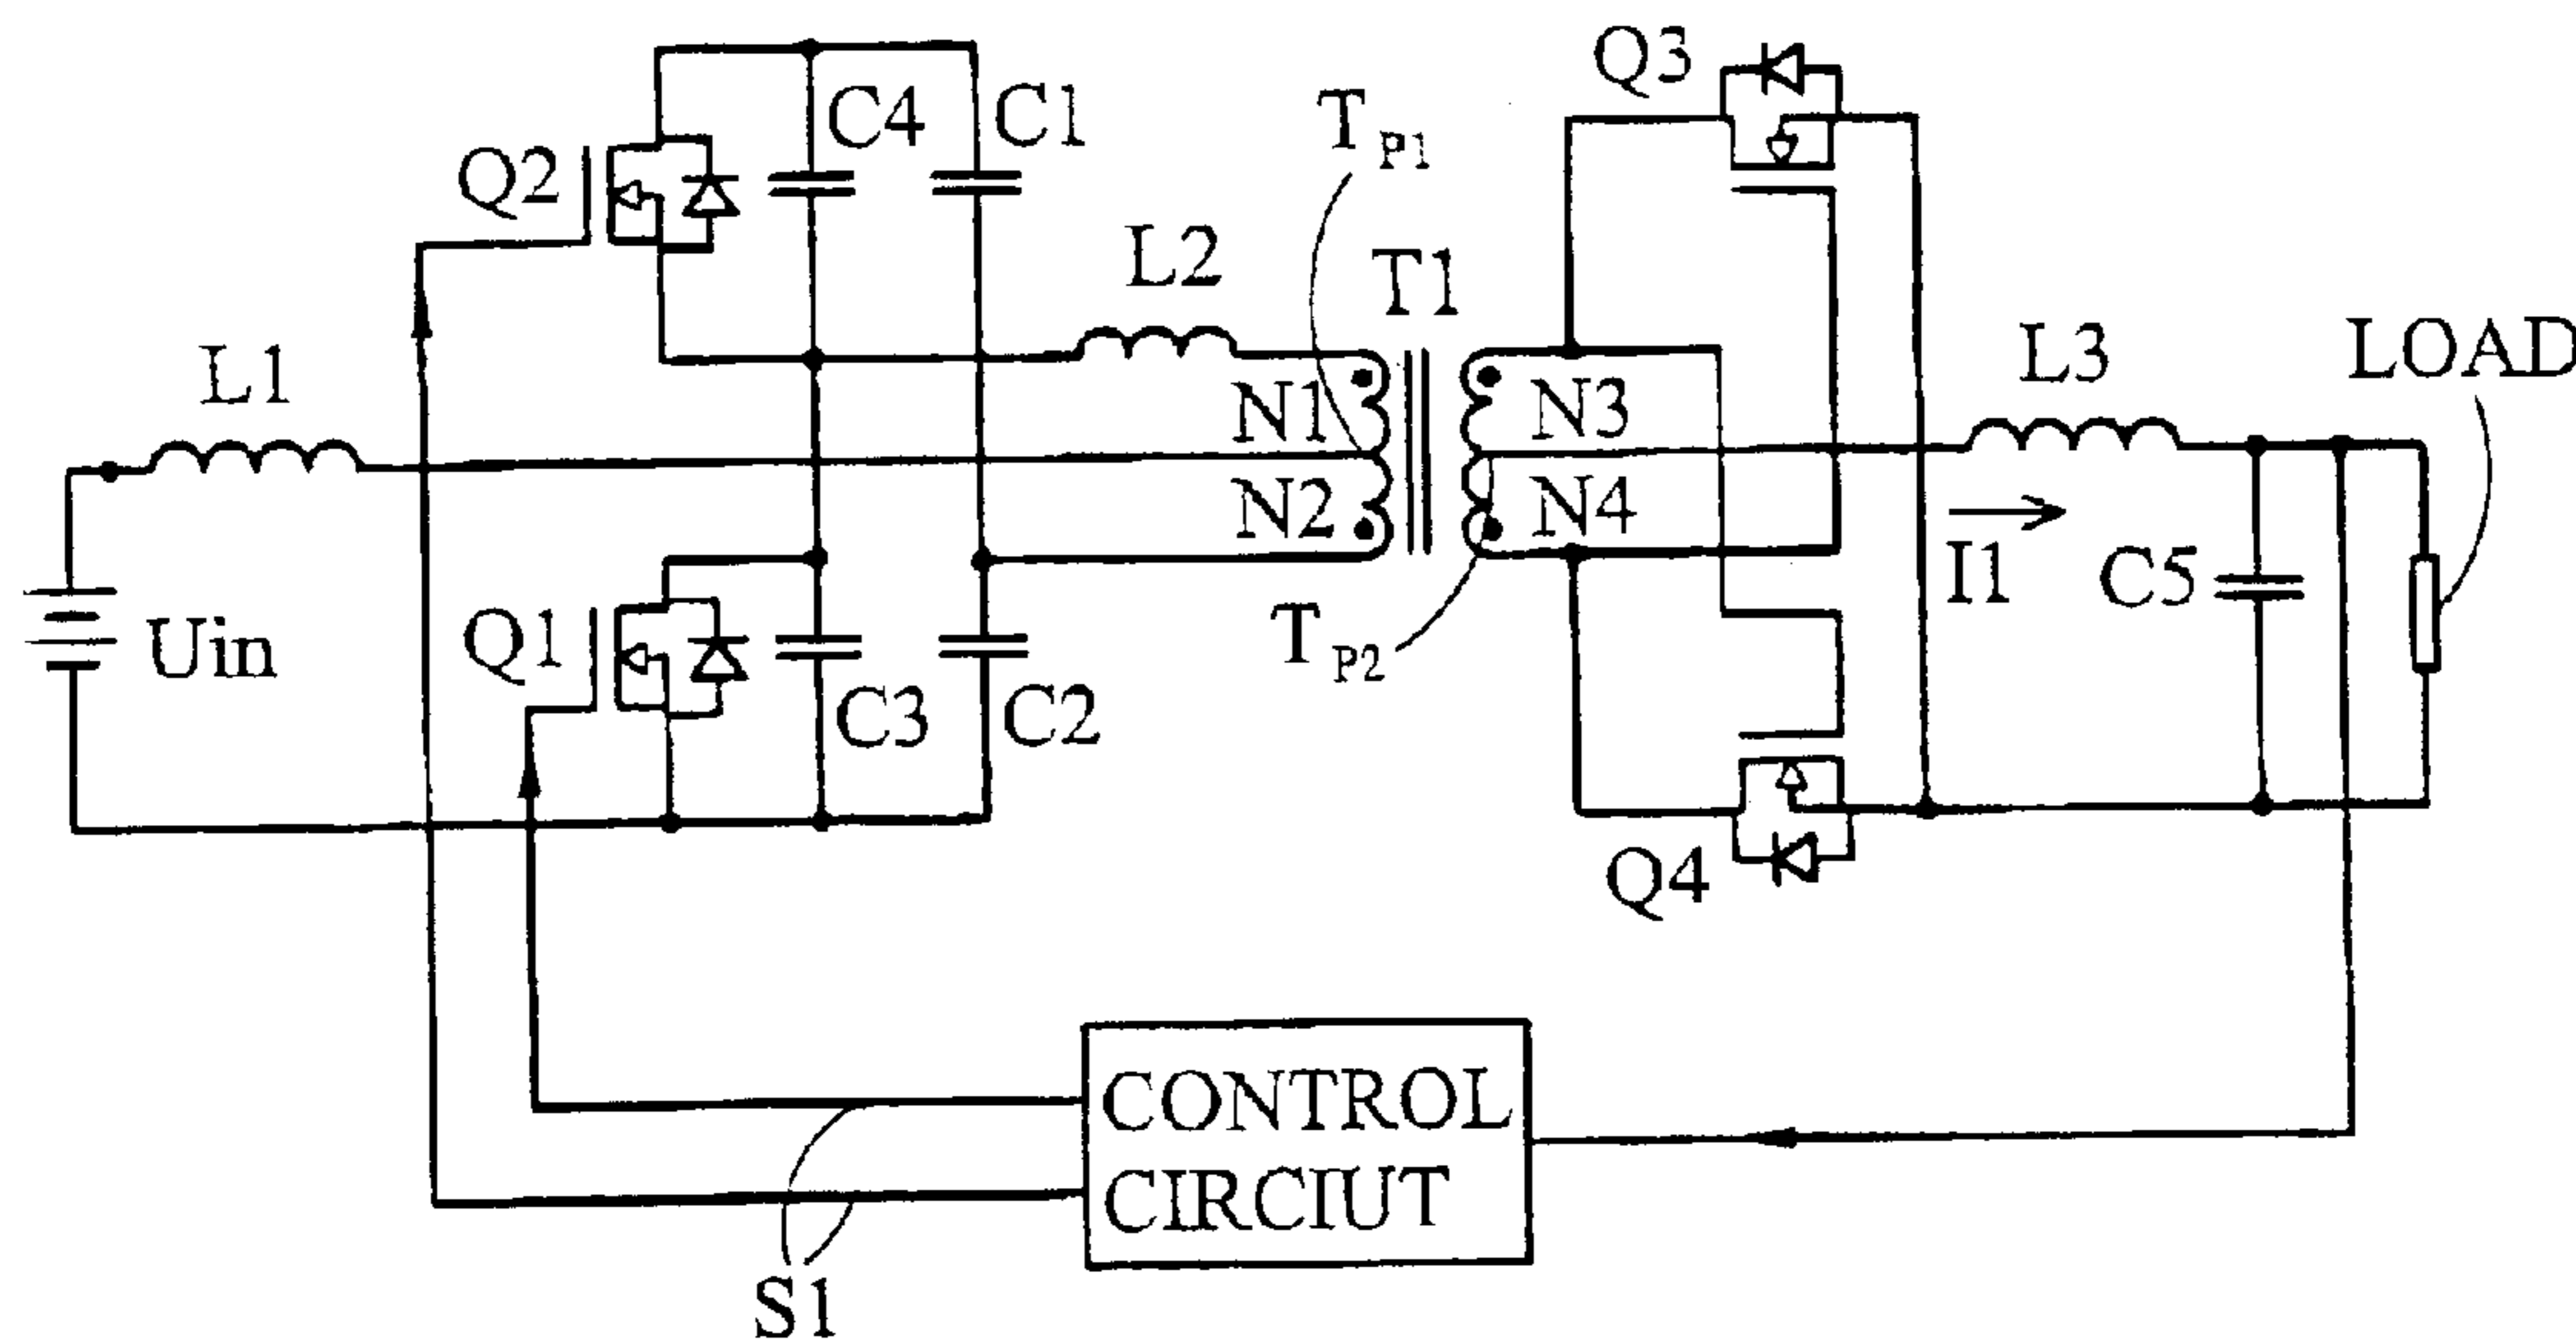 Q3
C4
C1
T P1
Q2
L2
T1
L1
L3
LOAD
N1
N3
N2
N4
I1
C5
Uin
Q1
T P2
C3
C2
Q4
CONTROL
CIRCIUT
S1